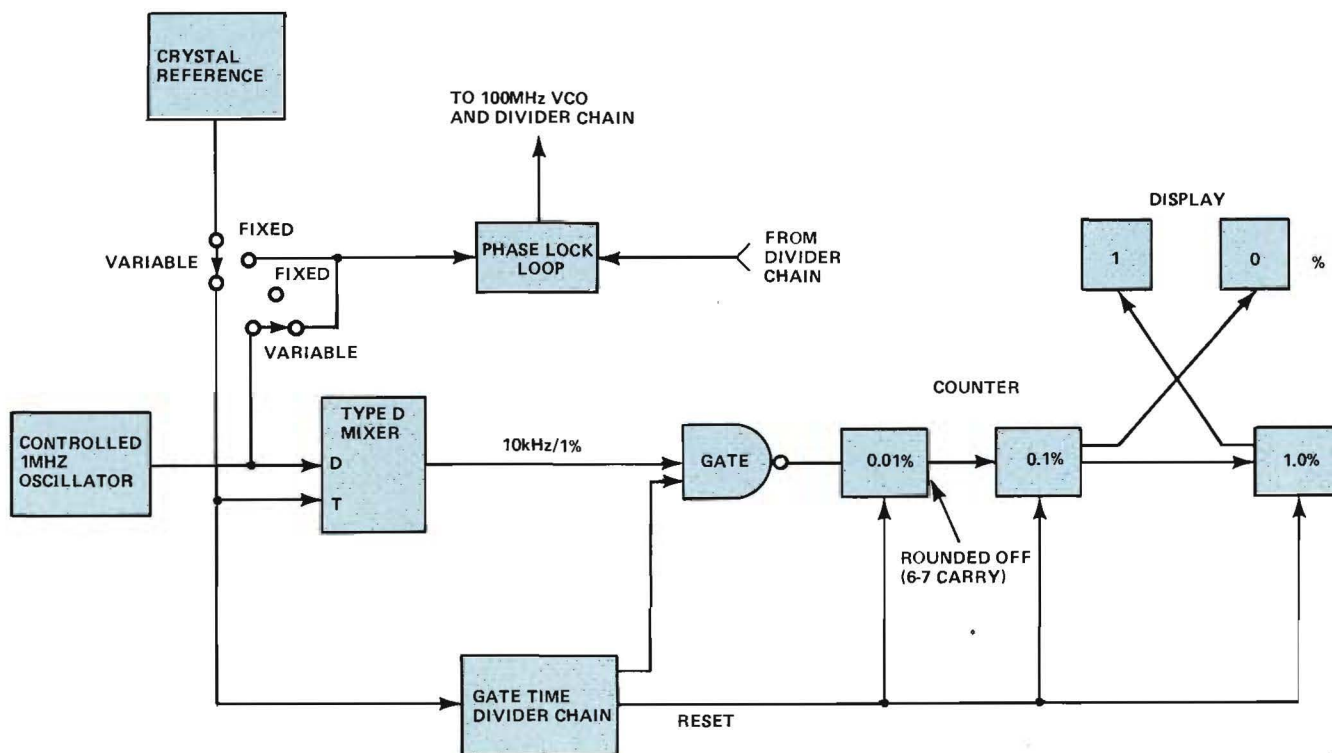 CRYSTAL
REFERENCE
TO 100MHz VCO
AND DIVIDER CHAIN
DISPLAY
FIXED
VARIABLE
FIXED
VARIABLE
PHASE LOCK
LOOP
FROM
DIVIDER
CHAIN
1
0
%
COUNTER
CONTROLLED
1MHZ
OSCILLATOR
TYPE D
MIXER
D
T
10kHz/1%
GATE
0.01%
0.1%
1.0%
ROUNDED OFF
(6-7 CARRY)
GATE TIME
DIVIDER CHAIN
RESET